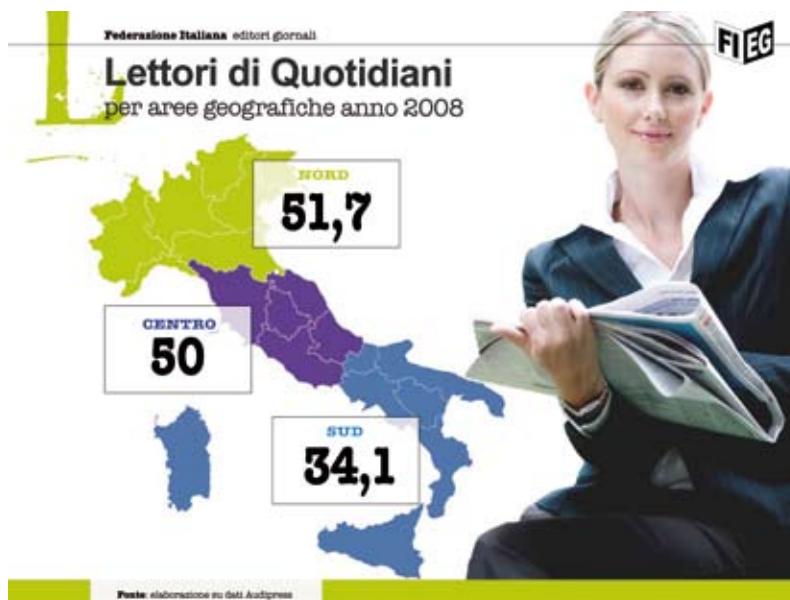 Federazione Italiana editori giornali
FIEG
L
Lettori di Quotidiani
per aree geografiche anno 2008
NORD
51,7
CENTRO
50
SUD
34,1
Fonte: elaborazione su dati Audipress